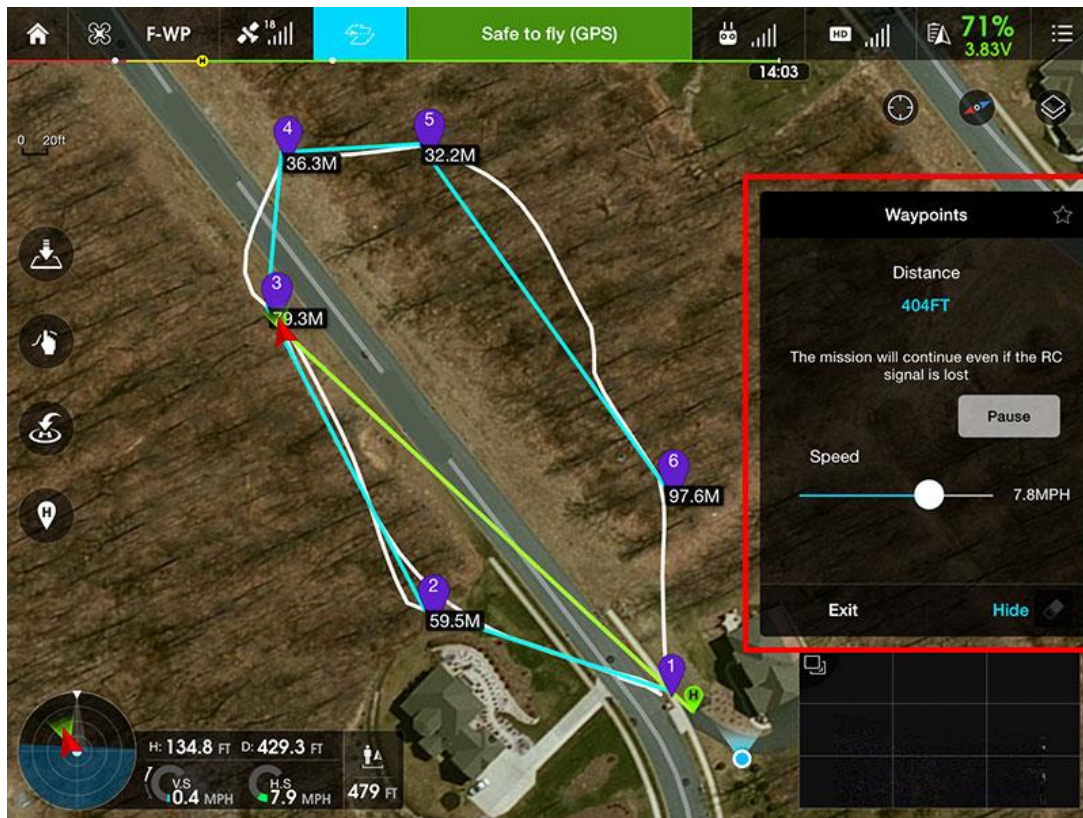 F-WP
18
Safe to fly (GPS)
HD
71%
3.83V
H
14:03
0 20ft
4
36.3M
5
32.2M
3
79.3M
6
97.6M
2
59.5M
1
H
H
H
Waypoints
Distance
404FT
The mission will continue even if the RC
signal is lost
Pause
Speed
7.8MPH
Exit
Hide
H: 134.8 FT D: 429.3 FT
V.S
0.4 MPH
H.S
7.9 MPH
479 FT